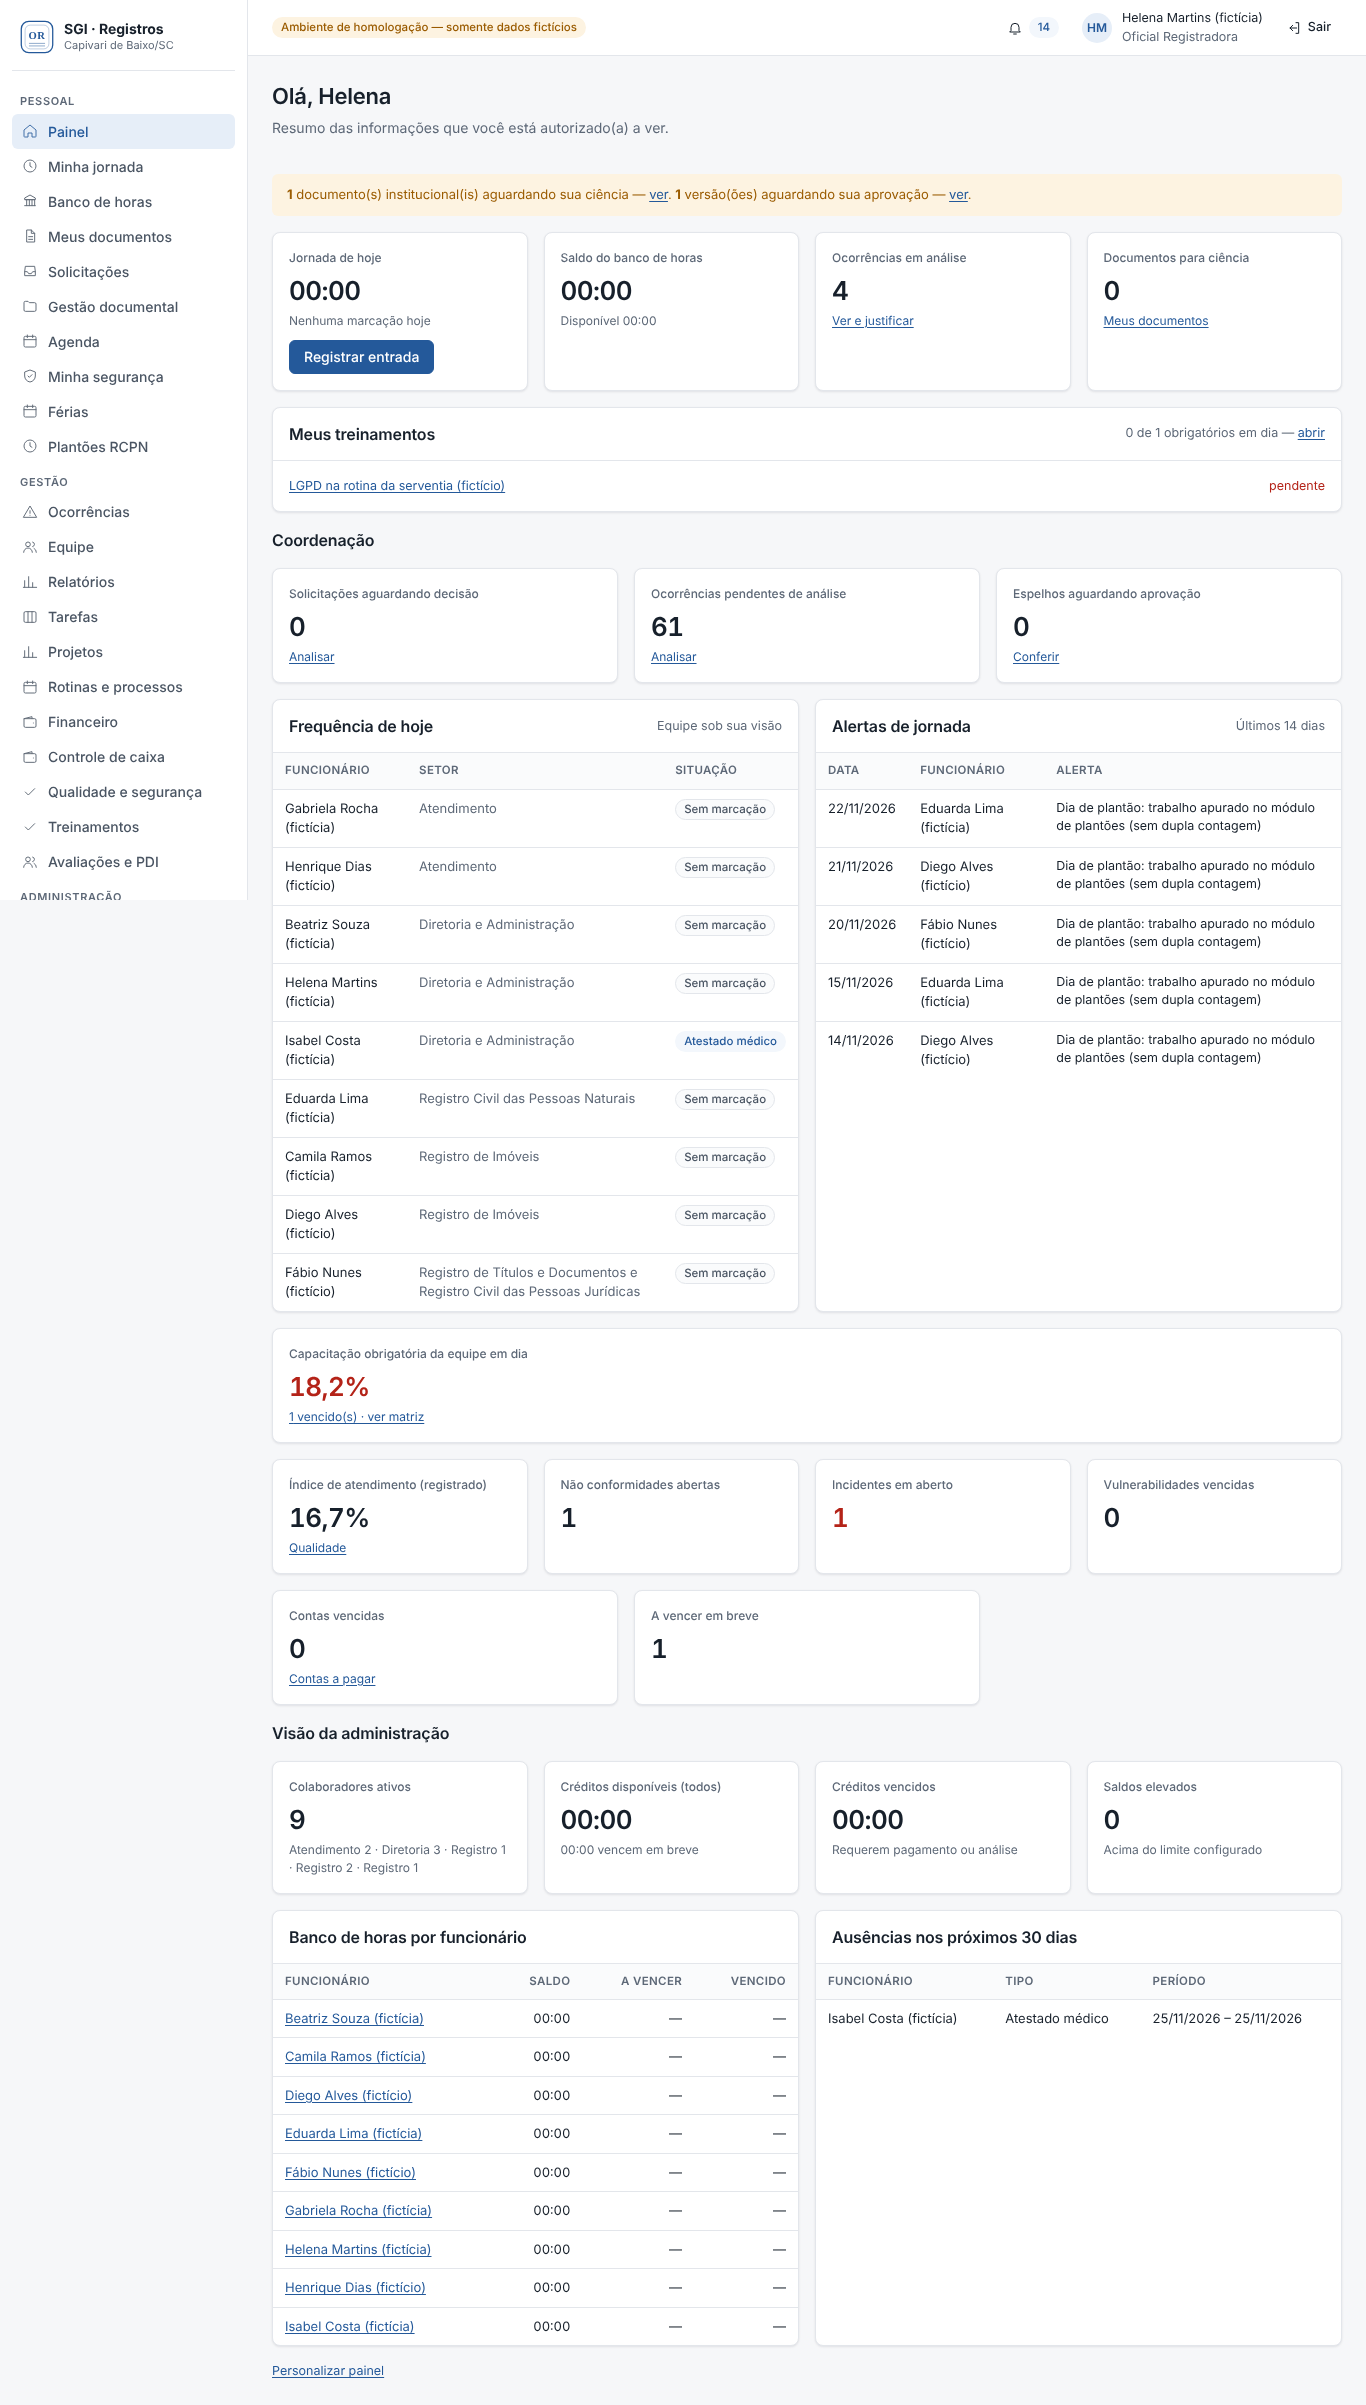 OR
SGI · Registros
Capivari de Baixo/SC
PESSOAL
Painel
Minha jornada
Banco de horas
Meus documentos
Solicitações
Gestão documental
Agenda
Minha segurança
Férias
Plantões RCPN
GESTÃO
Ocorrências
Equipe
Relatórios
Tarefas
Projetos
Rotinas e processos
Financeiro
Controle de caixa
Qualidade e segurança
Treinamentos
Avaliações e PDI
ADMINISTRAÇÃO
Ambiente de homologação — somente dados fictícios
14
HM
Helena Martins (fictícia)
Oficial Registradora
Sair
Olá, Helena
Resumo das informações que você está autorizado(a) a ver.
1 documento(s) institucional(is) aguardando sua ciência — ver. 1 versão(ões) aguardando sua aprovação — ver.
Jornada de hoje
00:00
Nenhuma marcação hoje
Registrar entrada
Saldo do banco de horas
00:00
Disponível 00:00
Ocorrências em análise
4
Ver e justificar
Documentos para ciência
0
Meus documentos
Meus treinamentos
0 de 1 obrigatórios em dia — abrir
LGPD na rotina da serventia (fictício)
pendente
Coordenação
Solicitações aguardando decisão
0
Analisar
Ocorrências pendentes de análise
61
Analisar
Espelhos aguardando aprovação
0
Conferir
Frequência de hoje
Equipe sob sua visão
FUNCIONÁRIO SETOR SITUAÇÃO
Gabriela Rocha (fictícia) Atendimento Sem marcação
Henrique Dias (fictício) Atendimento Sem marcação
Beatriz Souza (fictícia) Diretoria e Administração Sem marcação
Helena Martins (fictícia) Diretoria e Administração Sem marcação
Isabel Costa (fictícia) Diretoria e Administração Atestado médico
Eduarda Lima (fictícia) Registro Civil das Pessoas Naturais Sem marcação
Camila Ramos (fictícia) Registro de Imóveis Sem marcação
Diego Alves (fictício) Registro de Imóveis Sem marcação
Fábio Nunes (fictício) Registro de Títulos e Documentos e Registro Civil das Pessoas Jurídicas Sem marcação
Alertas de jornada
Últimos 14 dias
DATA FUNCIONÁRIO ALERTA
22/11/2026 Eduarda Lima (fictícia) Dia de plantão: trabalho apurado no módulo de plantões (sem dupla contagem)
21/11/2026 Diego Alves (fictício) Dia de plantão: trabalho apurado no módulo de plantões (sem dupla contagem)
20/11/2026 Fábio Nunes (fictício) Dia de plantão: trabalho apurado no módulo de plantões (sem dupla contagem)
15/11/2026 Eduarda Lima (fictícia) Dia de plantão: trabalho apurado no módulo de plantões (sem dupla contagem)
14/11/2026 Diego Alves (fictício) Dia de plantão: trabalho apurado no módulo de plantões (sem dupla contagem)
Capacitação obrigatória da equipe em dia
18,2%
1 vencido(s) · ver matriz
Índice de atendimento (registrado)
16,7%
Qualidade
Não conformidades abertas
1
Incidentes em aberto
1
Vulnerabilidades vencidas
0
Contas vencidas
0
Contas a pagar
A vencer em breve
1
Visão da administração
Colaboradores ativos
9
Atendimento 2 · Diretoria 3 · Registro 1
· Registro 2 · Registro 1
Créditos disponíveis (todos)
00:00
00:00 vencem em breve
Créditos vencidos
00:00
Requerem pagamento ou análise
Saldos elevados
0
Acima do limite configurado
Banco de horas por funcionário
FUNCIONÁRIO SALDO A VENCER VENCIDO
Beatriz Souza (fictícia) 00:00 — —
Camila Ramos (fictícia) 00:00 — —
Diego Alves (fictício) 00:00 — —
Eduarda Lima (fictícia) 00:00 — —
Fábio Nunes (fictício) 00:00 — —
Gabriela Rocha (fictícia) 00:00 — —
Helena Martins (fictícia) 00:00 — —
Henrique Dias (fictício) 00:00 — —
Isabel Costa (fictícia) 00:00 — —
Ausências nos próximos 30 dias
FUNCIONÁRIO TIPO PERÍODO
Isabel Costa (fictícia) Atestado médico 25/11/2026 – 25/11/2026
Personalizar painel